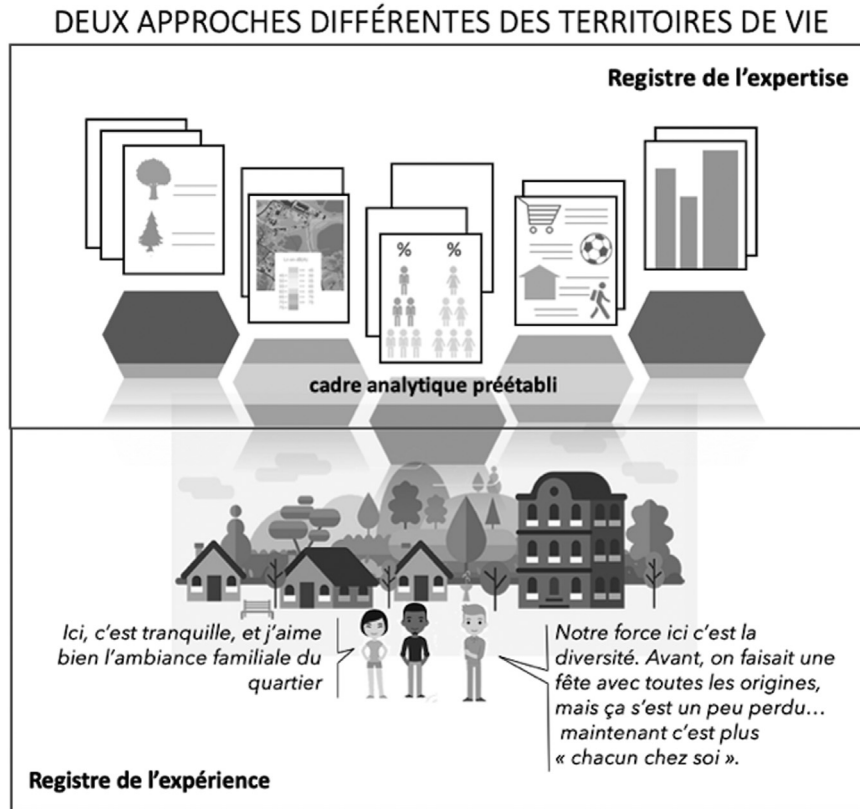 DEUX APPROCHES DIFFÉRENTES DES TERRITOIRES DE VIE
Registre de l’expertise
% %
cadre analytique préétabli
Ici, c’est tranquille, et j’aime
bien l’ambiance familiale du
quartier
Notre force ici c’est la
diversité. Avant, on faisait une
fête avec toutes les origines,
mais ça s’est un peu perdu…
maintenant c’est plus
« chacun chez soi ».
Registre de l’expérience